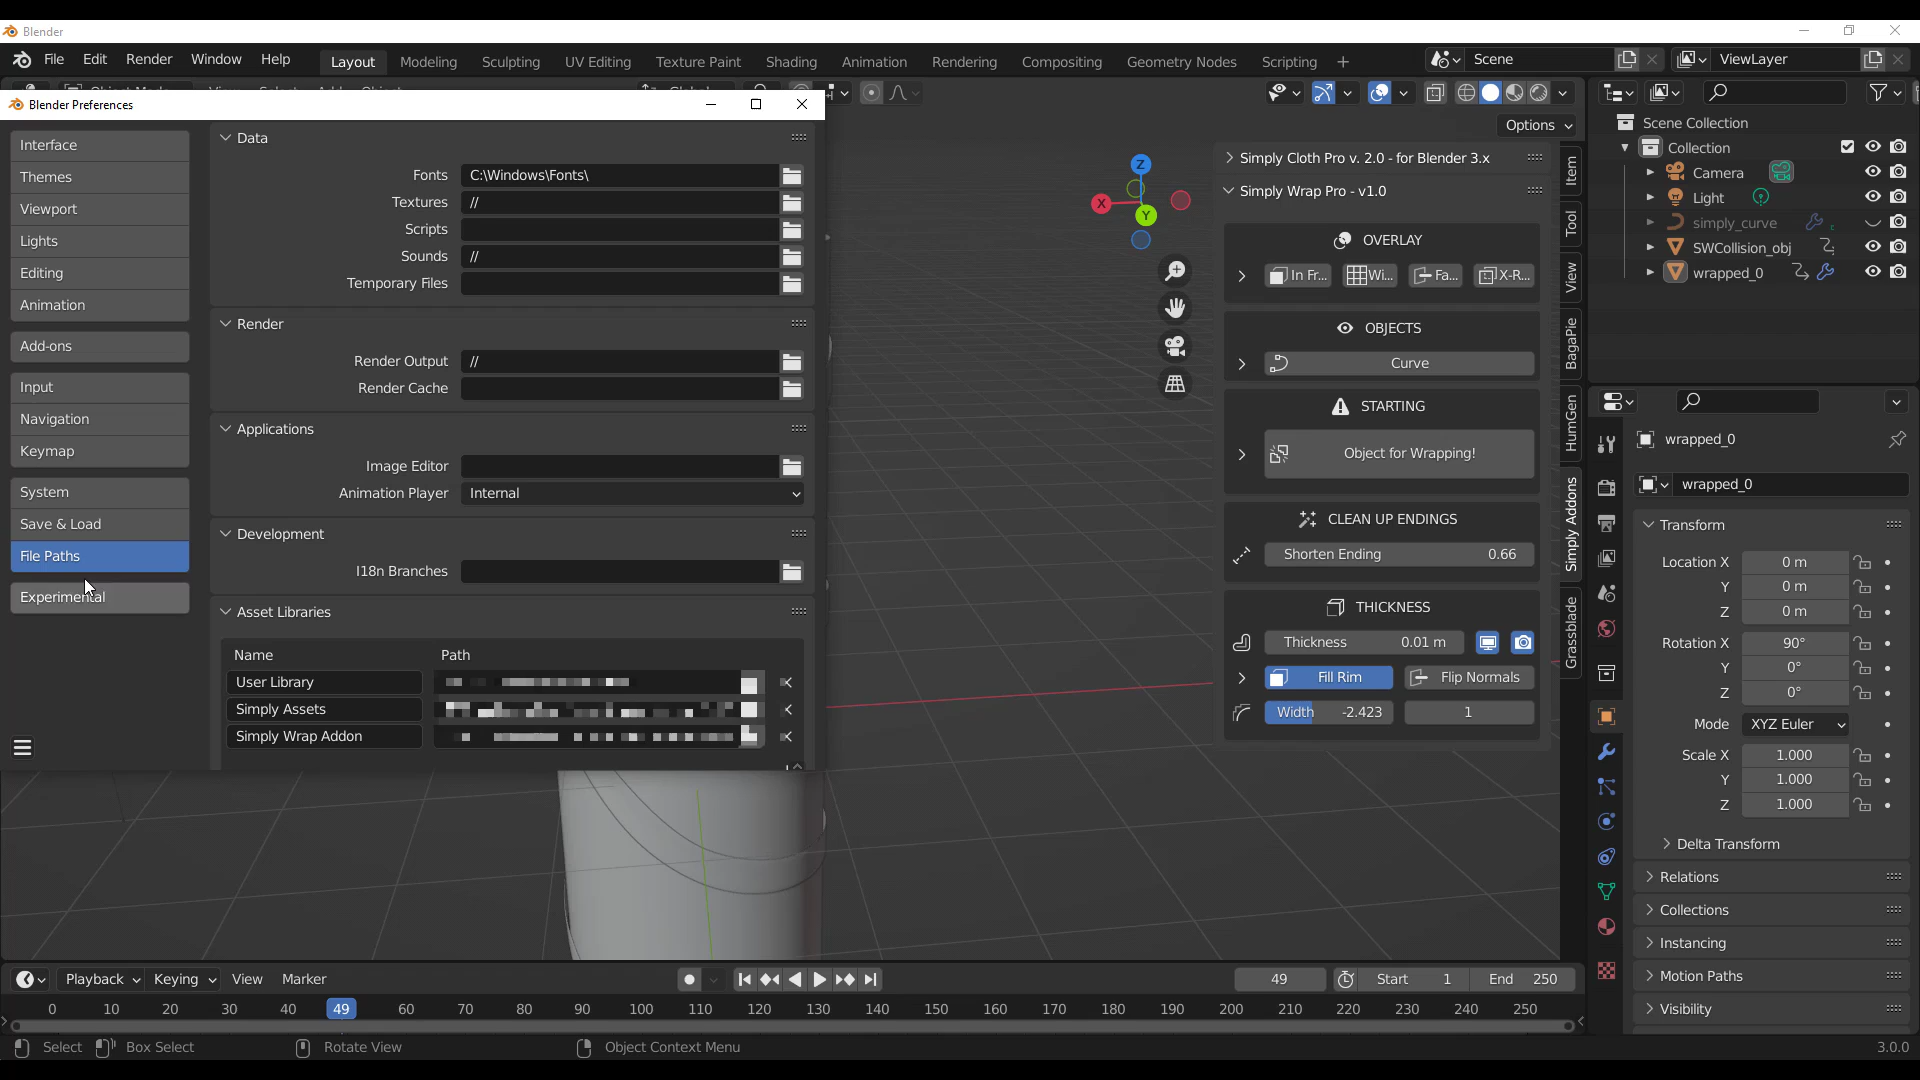 Blender
File Edit Render Window Help Layout Modeling Sculpting UV Editing Texture Paint Shading Animation Rendering Compositing Geometry Nodes Scripting + Scene ViewLayer
Blender Preferences
Options
Interface
Themes
Viewport
Lights
Editing
Animation
Add-ons
Input
Navigation
Keymap
System
Save & Load
File Paths
Experimental
Data
Fonts C:\Windows\Fonts\
Textures //
Scripts
Sounds //
Temporary Files
Render
Render Output //
Render Cache
Applications
Image Editor
Animation Player Internal
Development
I18n Branches
Asset Libraries
Name Path
User Library
Simply Assets
Simply Wrap Addon
Z
X
Y
Simply Cloth Pro v. 2.0 - for Blender 3.x
Simply Wrap Pro - v1.0
OVERLAY
In Fr... Wi... Fa... X-R...
OBJECTS
Curve
STARTING
Object for Wrapping!
CLEAN UP ENDINGS
Shorten Ending 0.66
THICKNESS
Thickness 0.01 m
Fill Rim Flip Normals
Width -2.423 1
Item
Tool
View
BagaPie
HumGen
Simply Addons
Grassblade
Scene Collection
Collection
Camera
Light
simply_curve
SWCollision_obj
wrapped_0
wrapped_0
wrapped_0
Transform
Location X 0 m
Y 0 m
Z 0 m
Rotation X 90°
Y 0°
Z 0°
Mode XYZ Euler
Scale X 1.000
Y 1.000
Z 1.000
Delta Transform
Relations
Collections
Instancing
Motion Paths
Visibility
Playback Keying View Marker 49 Start 1 End 250
0 10 20 30 40 49 60 70 80 90 100 110 120 130 140 150 160 170 180 190 200 210 220 230 240 250
Select Box Select Rotate View Object Context Menu 3.0.0